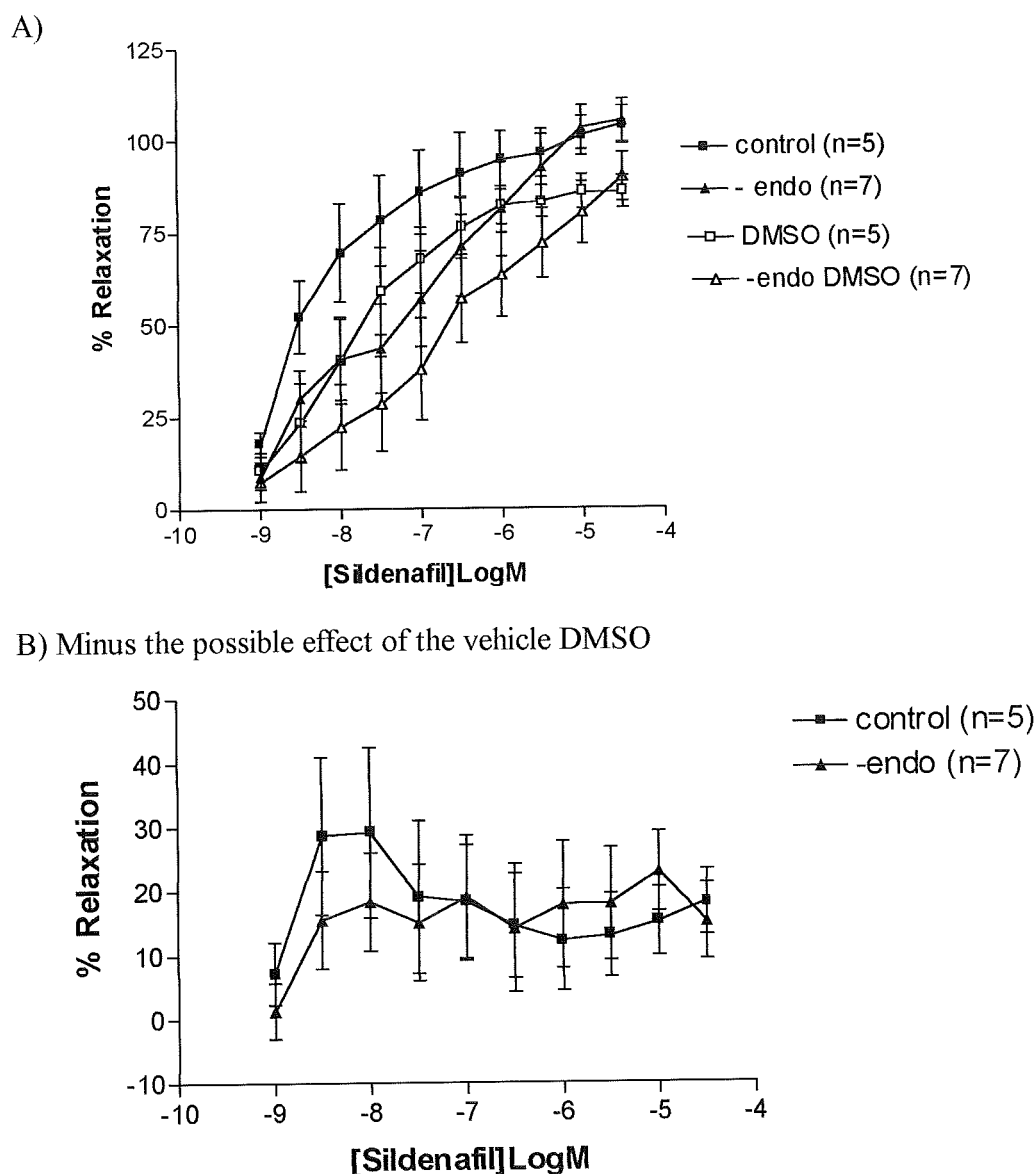 A)
125
100
75
50
25
0
% Relaxation
-10 -9 -8 -7 -6 -5 -4
[Sildenafil]LogM
control (n=5)
- endo (n=7)
DMSO (n=5)
-endo DMSO (n=7)
B) Minus the possible effect of the vehicle DMSO
50
40
30
20
10
0
-10
% Relaxation
-10 -9 -8 -7 -6 -5 -4
[Sildenafil]LogM
control (n=5)
-endo (n=7)